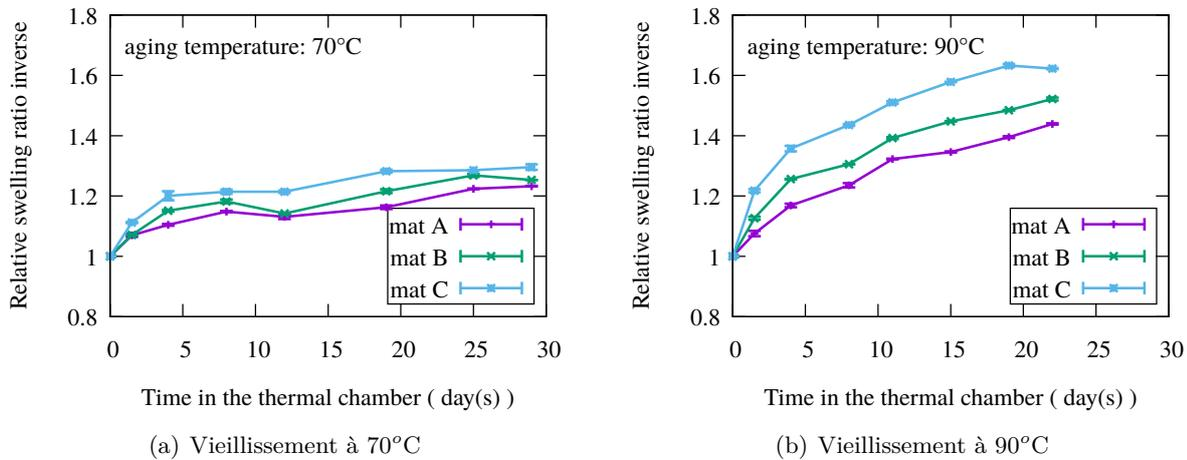 1.8
1.6
1.4
1.2
1
0.8
Relative swelling ratio inverse
aging temperature: 70°C
mat A
mat B
mat C
0 5 10 15 20 25 30
Time in the thermal chamber ( day(s) )
(a) Vieillissement à 70°C
1.8
1.6
1.4
1.2
1
0.8
Relative swelling ratio inverse
aging temperature: 90°C
mat A
mat B
mat C
0 5 10 15 20 25 30
Time in the thermal chamber ( day(s) )
(b) Vieillissement à 90°C